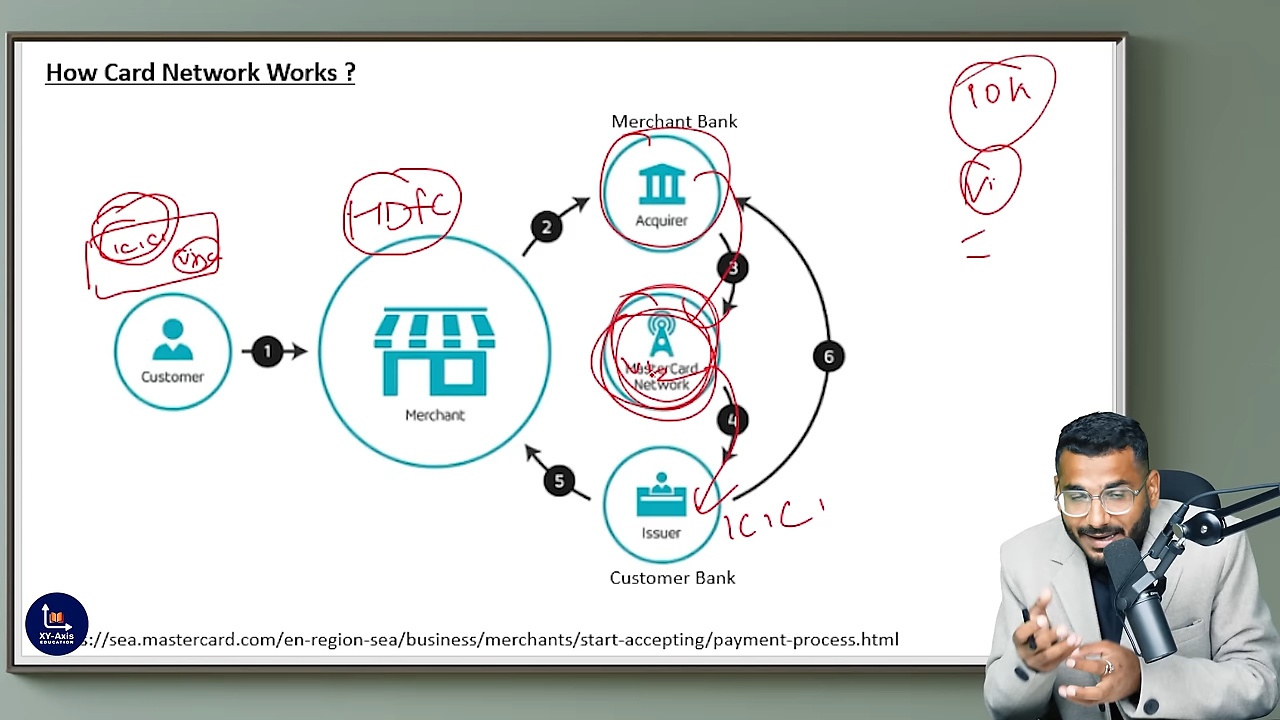 How Card Network Works ?
10k
Merchant Bank
HDFC
2
Acquirer
ICICI
Visa
Vi
3
1
Customer
Merchant
MasterCard
Network
6
4
5
Issuer
ICICI
Customer Bank
XY-Axis
EDUCATION
s://sea.mastercard.com/en-region-sea/business/merchants/start-accepting/payment-process.html